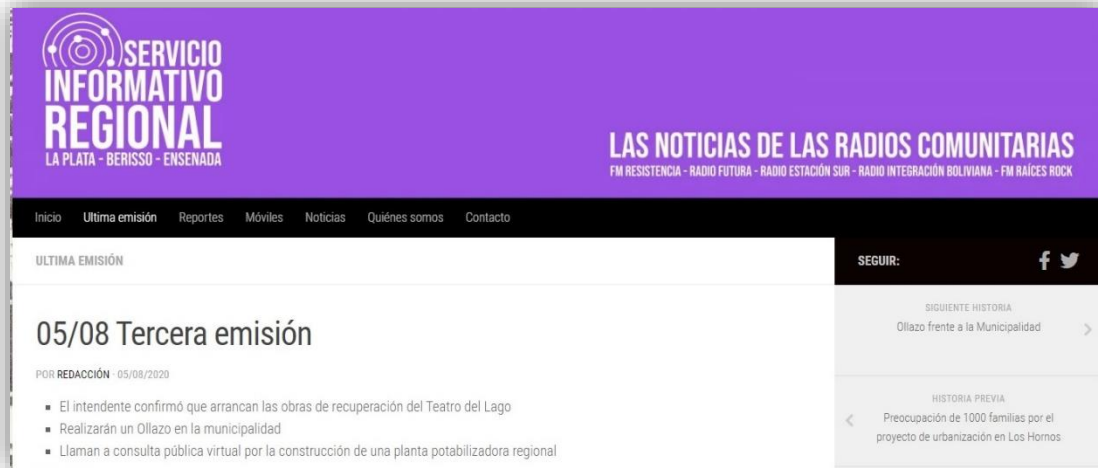 SERVICIO
INFORMATIVO
REGIONAL
LA PLATA - BERISSO - ENSENADA
LAS NOTICIAS DE LAS RADIOS COMUNITARIAS
FM RESISTENCIA - RADIO FUTURA - RADIO ESTACIÓN SUR - RADIO INTEGRACIÓN BOLIVIANA - FM RAÍCES ROCK
Inicio Ultima emisión Reportes Móviles Noticias Quiénes somos Contacto
ULTIMA EMISIÓN
05/08 Tercera emisión
POR REDACCIÓN · 05/08/2020
▪ El intendente confirmó que arrancan las obras de recuperación del Teatro del Lago
▪ Realizarán un Ollazo en la municipalidad
▪ Llaman a consulta pública virtual por la construcción de una planta potabilizadora regional
SEGUIR:
SIGUIENTE HISTORIA
Ollazo frente a la Municipalidad
HISTORIA PREVIA
Preocupación de 1000 familias por el
proyecto de urbanización en Los Hornos